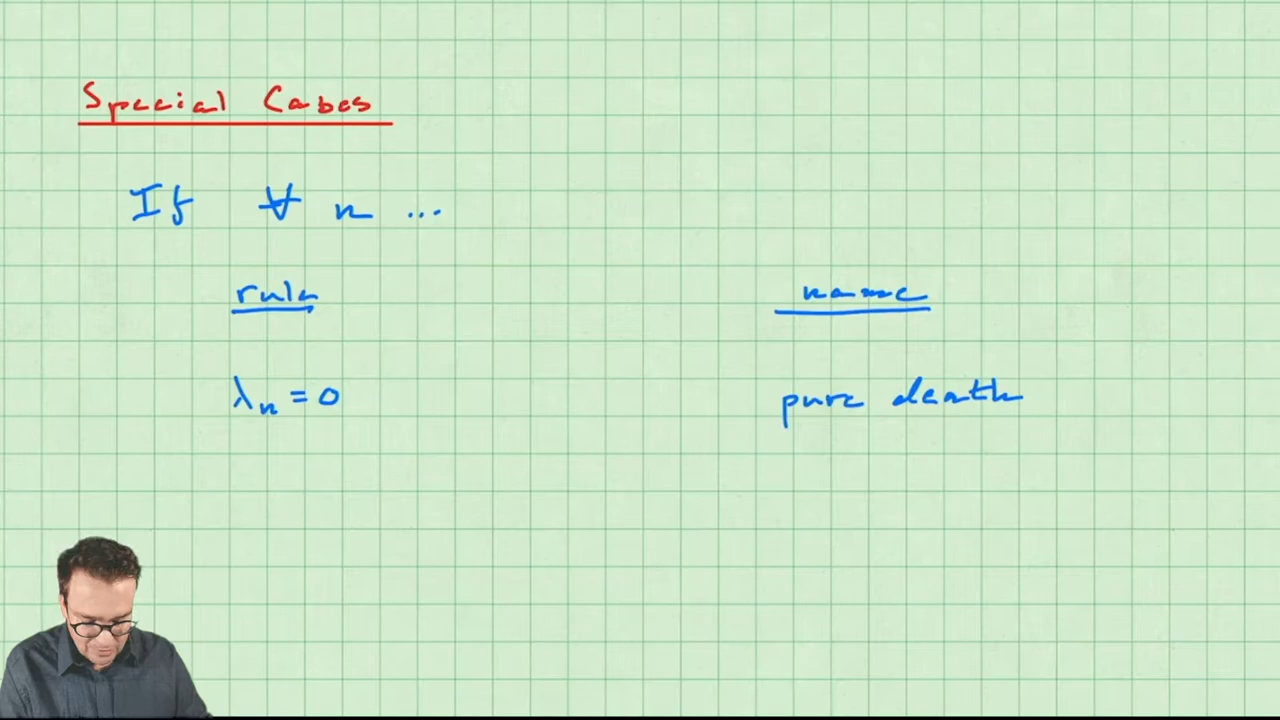 Special Cases
If ∀ n ...
rule name
λₙ = 0 pure death